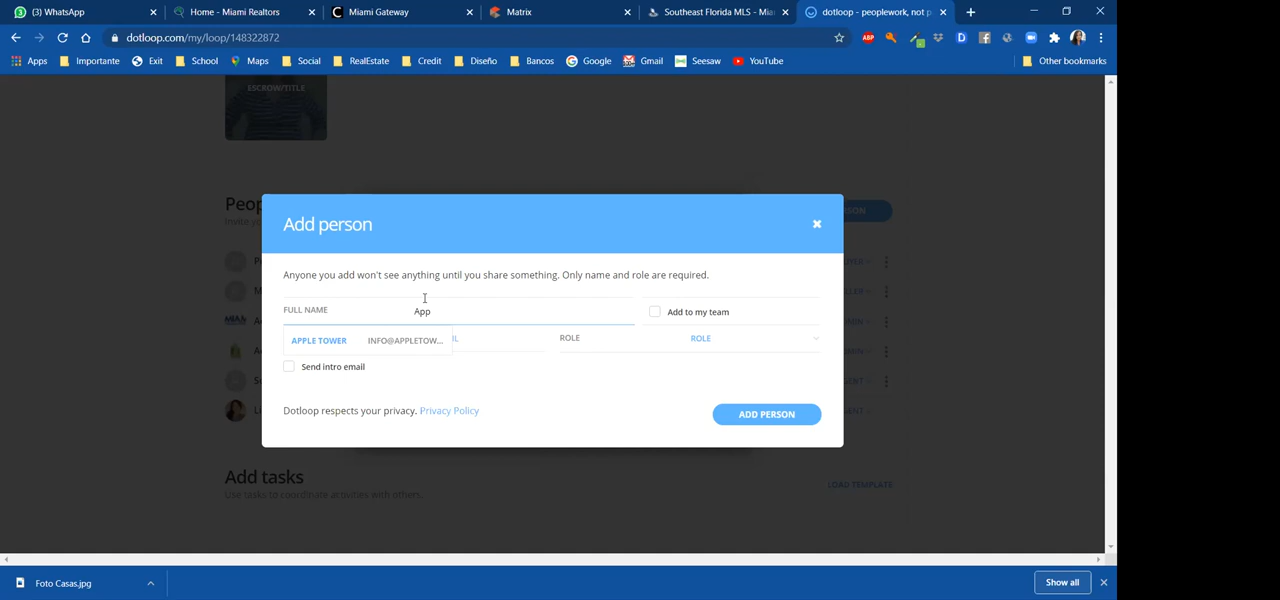 (3) WhatsApp
Home - Miami Realtors
Miami Gateway
Matrix
Southeast Florida MLS - Mia
dotloop - peoplework, not p
dotloop.com/my/loop/148322872
Apps
Importante
Exit
School
Maps
Social
RealEstate
Credit
Diseño
Bancos
Google
Gmail
Seesaw
YouTube
Other bookmarks
ESCROW/TITLE
Add person
Anyone you add won't see anything until you share something. Only name and role are required.
FULL NAME
App
Add to my team
APPLE TOWER
INFO@APPLETOW...
ROLE
ROLE
Send intro email
Dotloop respects your privacy. Privacy Policy
ADD PERSON
Add tasks
Use tasks to coordinate activities with others.
LOAD TEMPLATE
Foto Casas.jpg
Show all